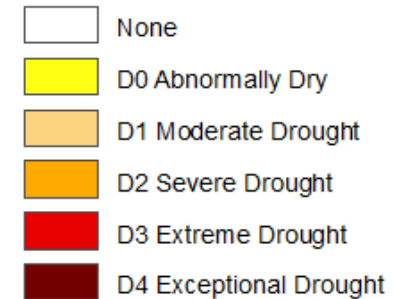 None
D0 Abnormally Dry
D1 Moderate Drought
D2 Severe Drought
D3 Extreme Drought
D4 Exceptional Drought